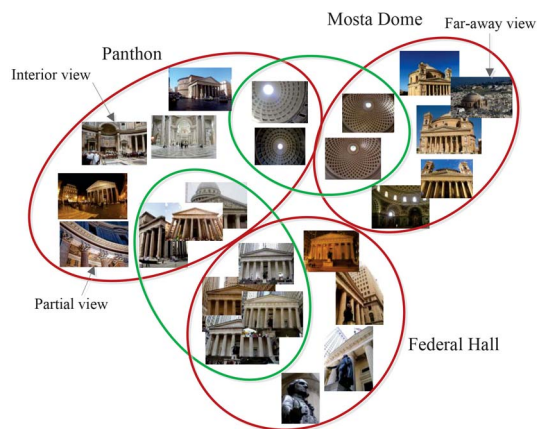 Mosta Dome
Far-away view
Panthon
Interior view
Partial view
Federal Hall